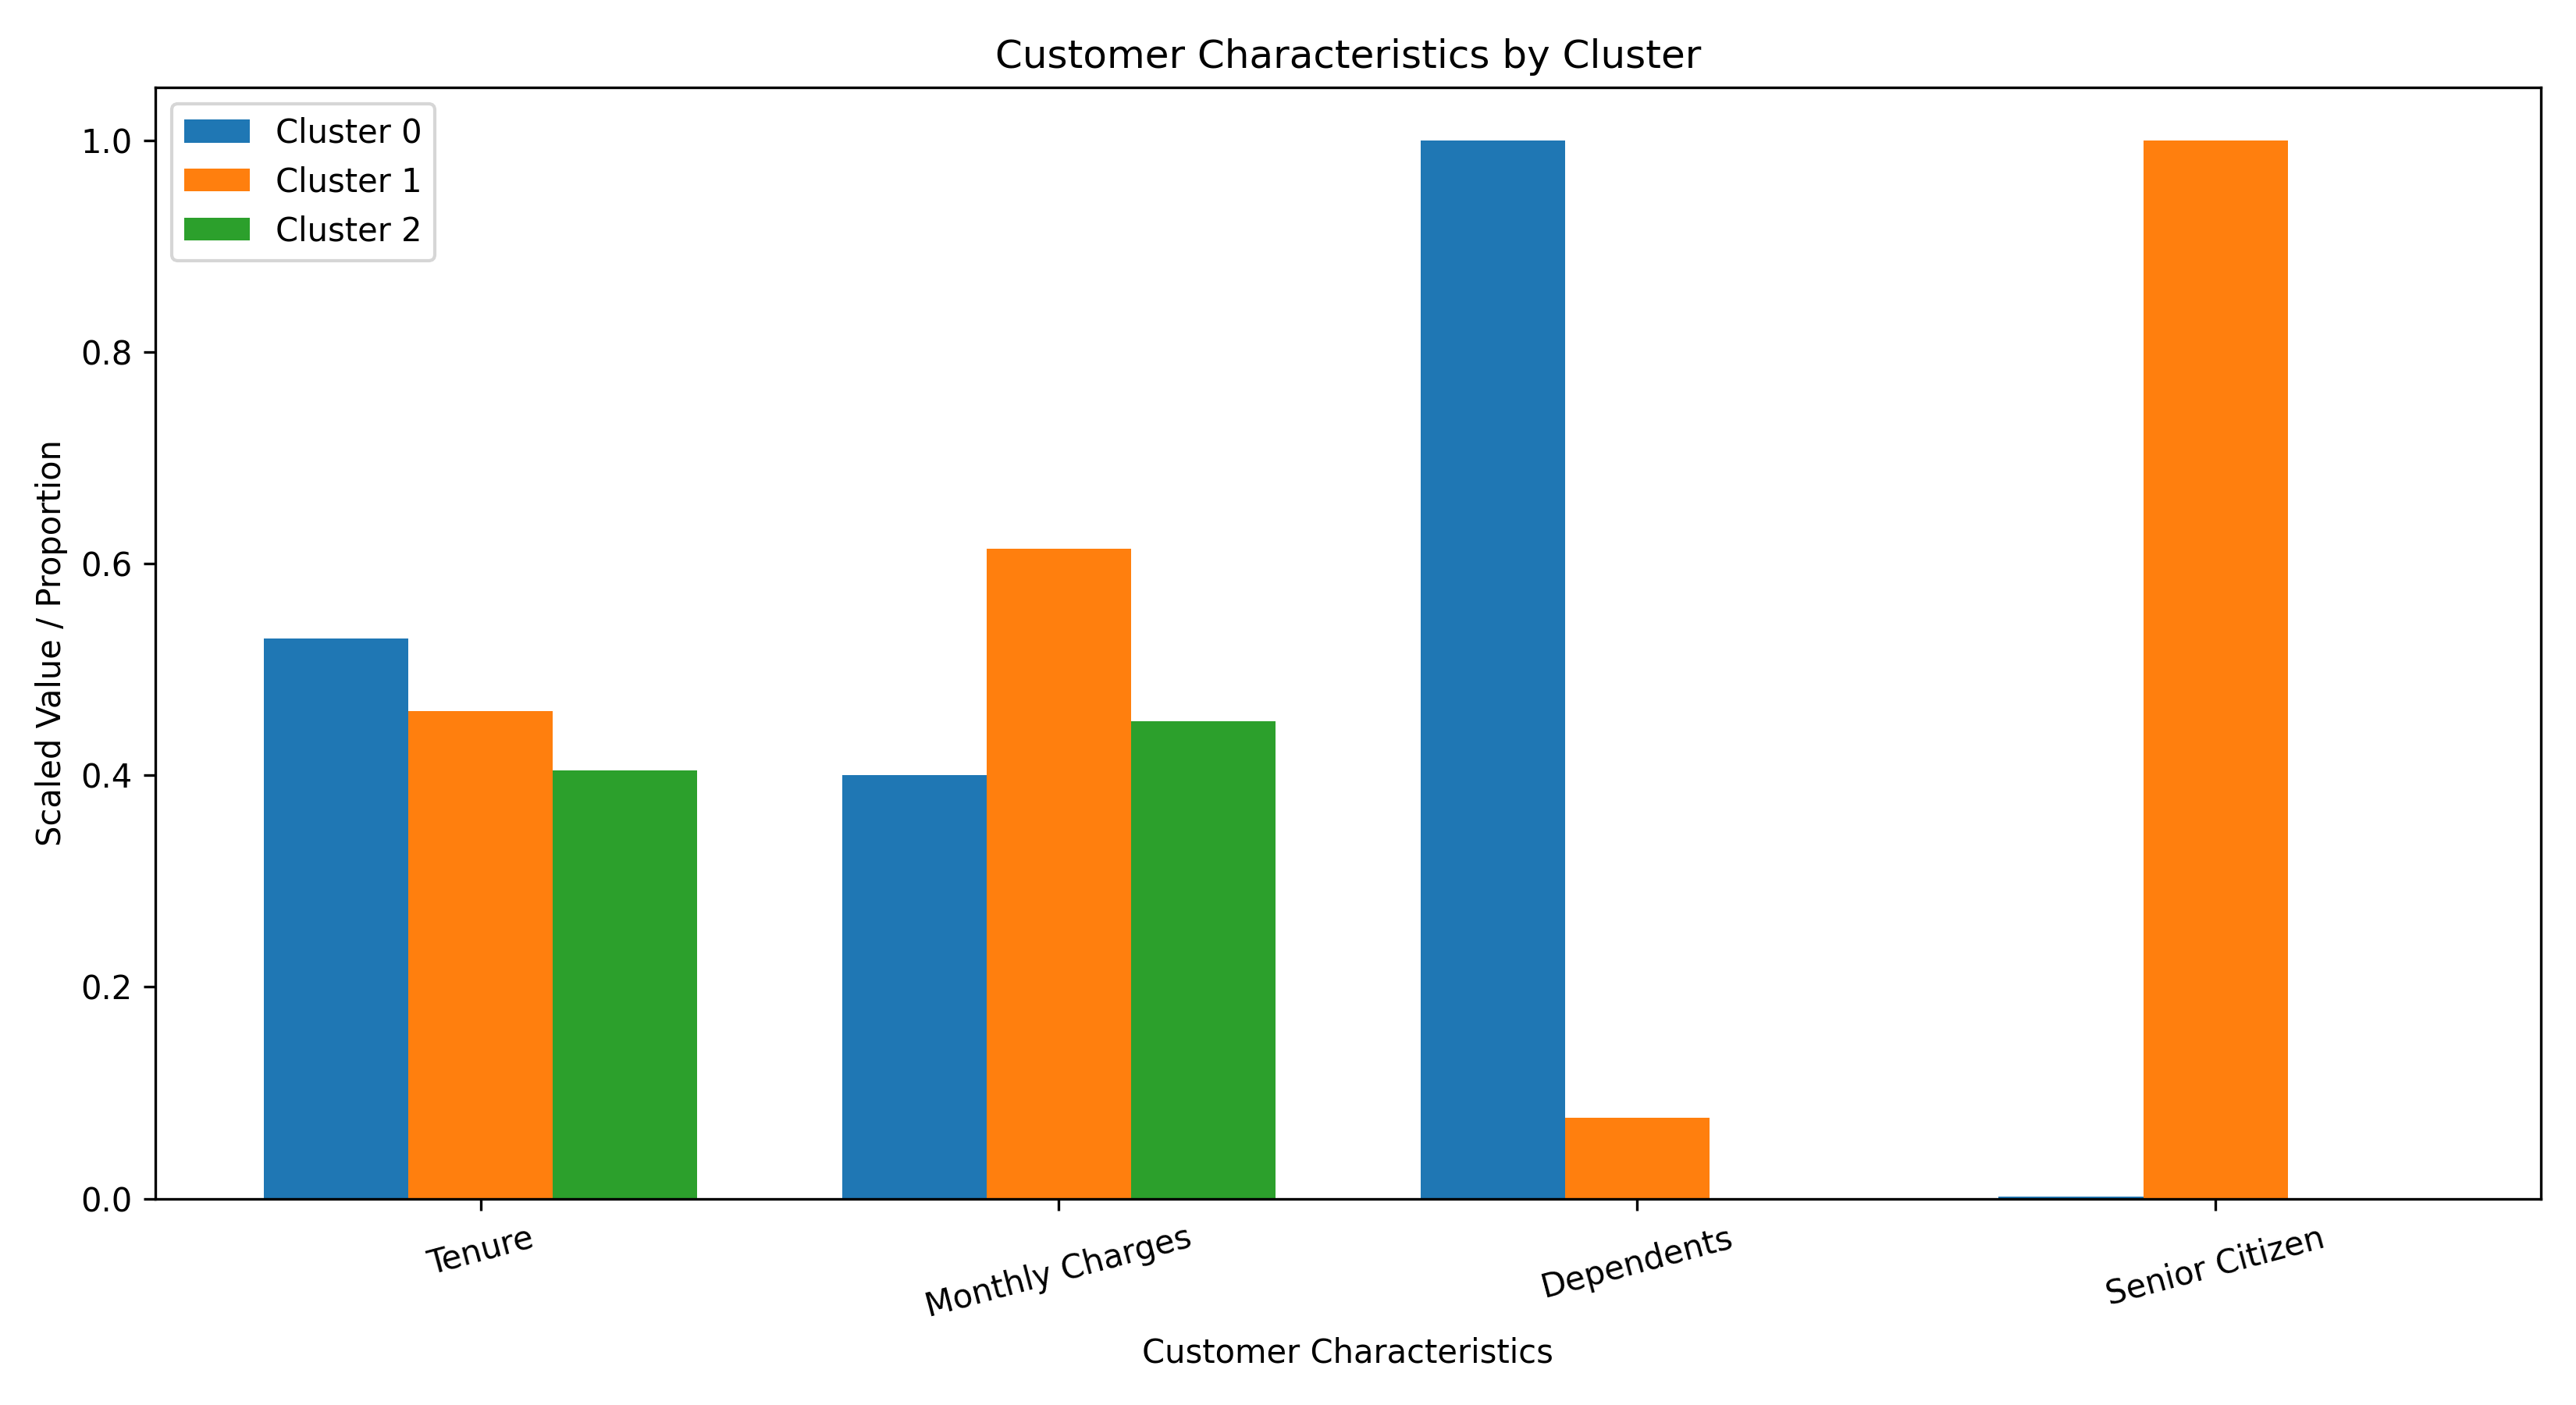 Customer Characteristics by Cluster
Cluster 0
Cluster 1
Cluster 2
Scaled Value / Proportion
1.0
0.8
0.6
0.4
0.2
0.0
Tenure
Monthly Charges
Dependents
Senior Citizen
Customer Characteristics